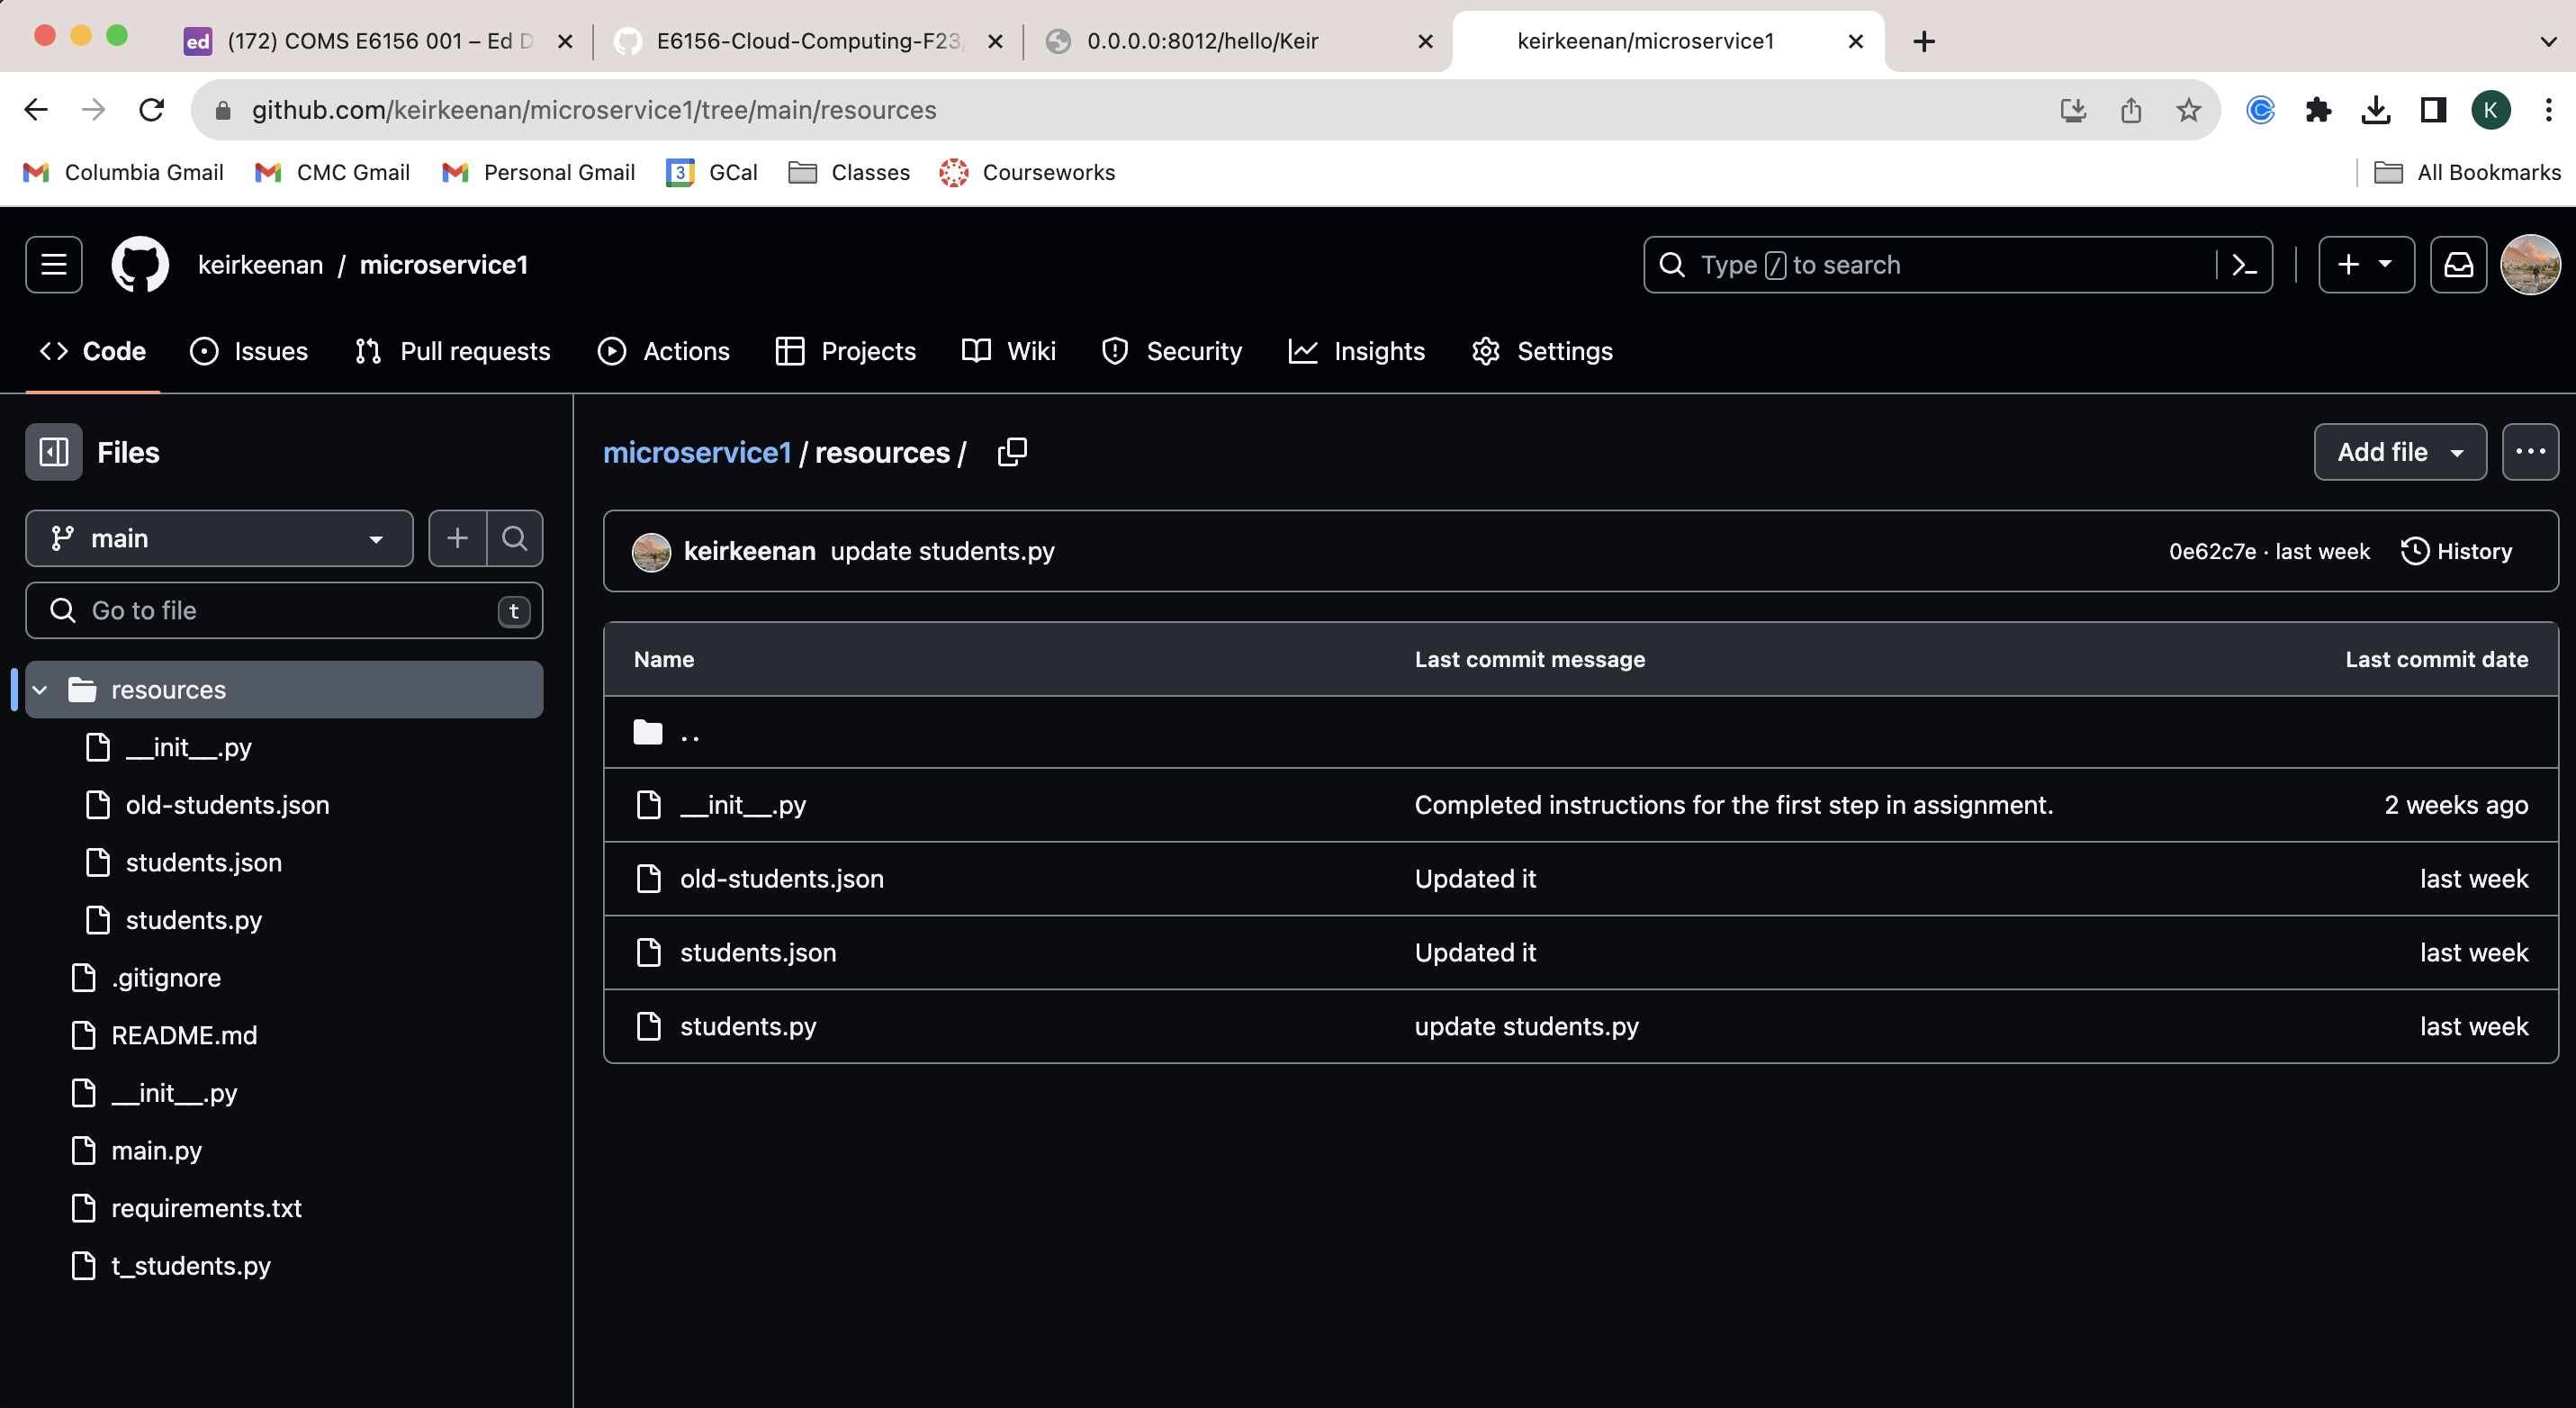 ed (172) COMS E6156 001 – Ed D
E6156-Cloud-Computing-F23/
0.0.0.0:8012/hello/Keir
keirkeenan/microservice1
github.com/keirkeenan/microservice1/tree/main/resources
K
Columbia Gmail
CMC Gmail
Personal Gmail
3 GCal
Classes
Courseworks
All Bookmarks
keirkeenan / microservice1
Type / to search
Code
Issues
Pull requests
Actions
Projects
Wiki
Security
Insights
Settings
Files
microservice1 / resources /
Add file
main
keirkeenan update students.py
0e62c7e · last week
History
Go to file
t
Name Last commit message Last commit date
resources
__init__.py
old-students.json
students.json
students.py
.gitignore
README.md
__init__.py
main.py
requirements.txt
t_students.py
..
__init__.py Completed instructions for the first step in assignment. 2 weeks ago
old-students.json Updated it last week
students.json Updated it last week
students.py update students.py last week